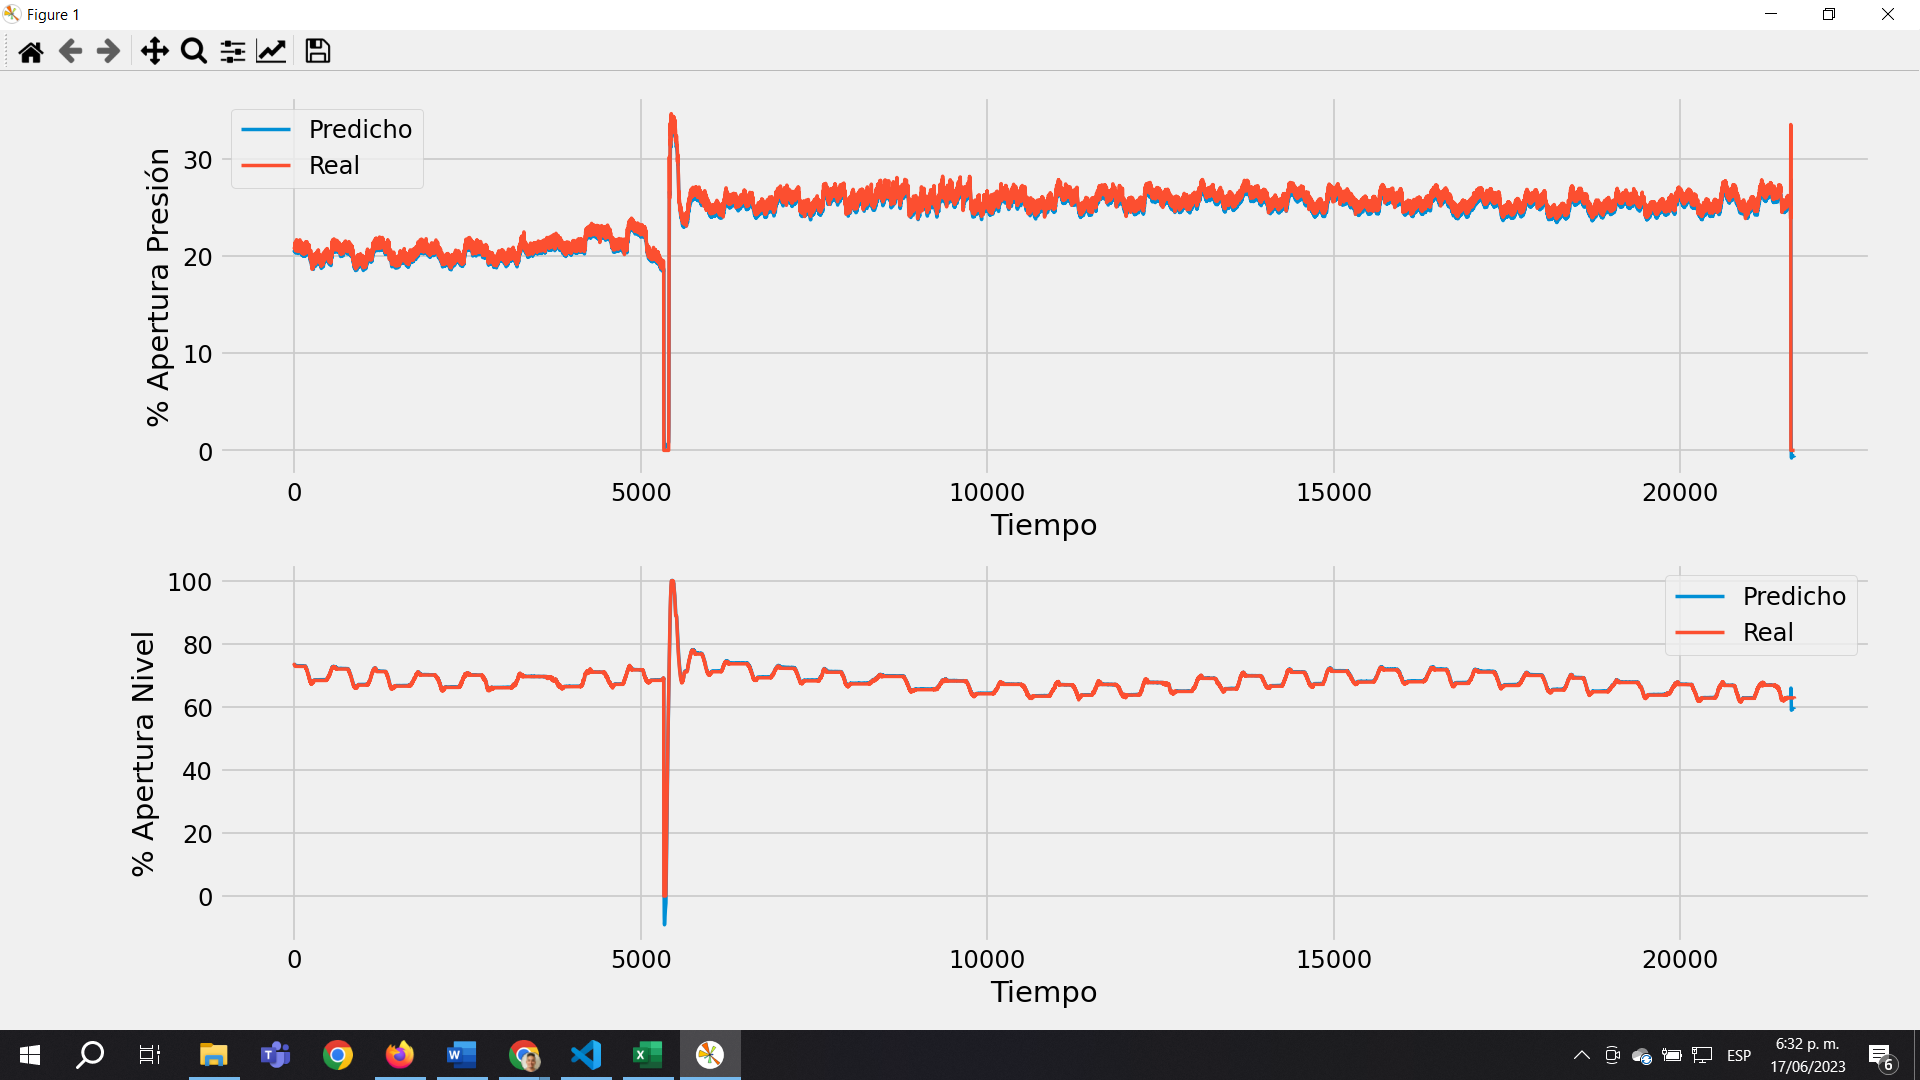 Figure 1
Predicho
Real
30
20
10
0
% Apertura Presión
0 5000 10000 15000 20000
Tiempo
Predicho
Real
100
80
60
40
20
0
% Apertura Nivel
0 5000 10000 15000 20000
Tiempo
T
W
X
ESP
6:32 p. m.
17/06/2023
6